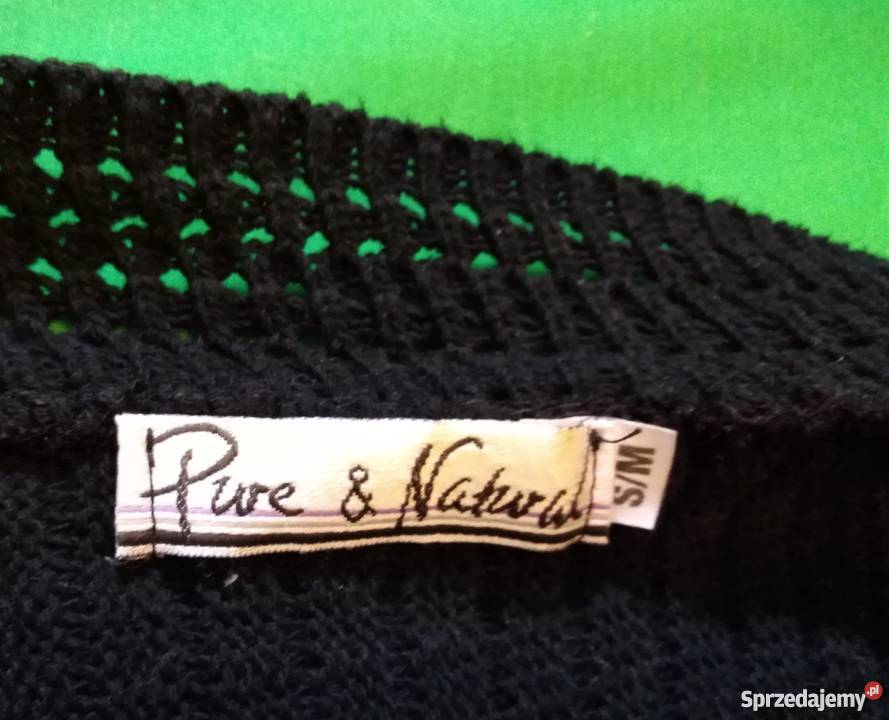 Pure & Natural
S/M
Sprzedajemy.pl